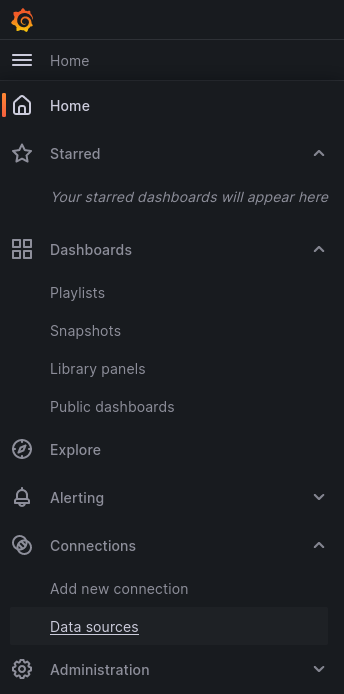 Home
Home
Starred
Your starred dashboards will appear here
Dashboards
Playlists
Snapshots
Library panels
Public dashboards
Explore
Alerting
Connections
Add new connection
Data sources
Administration